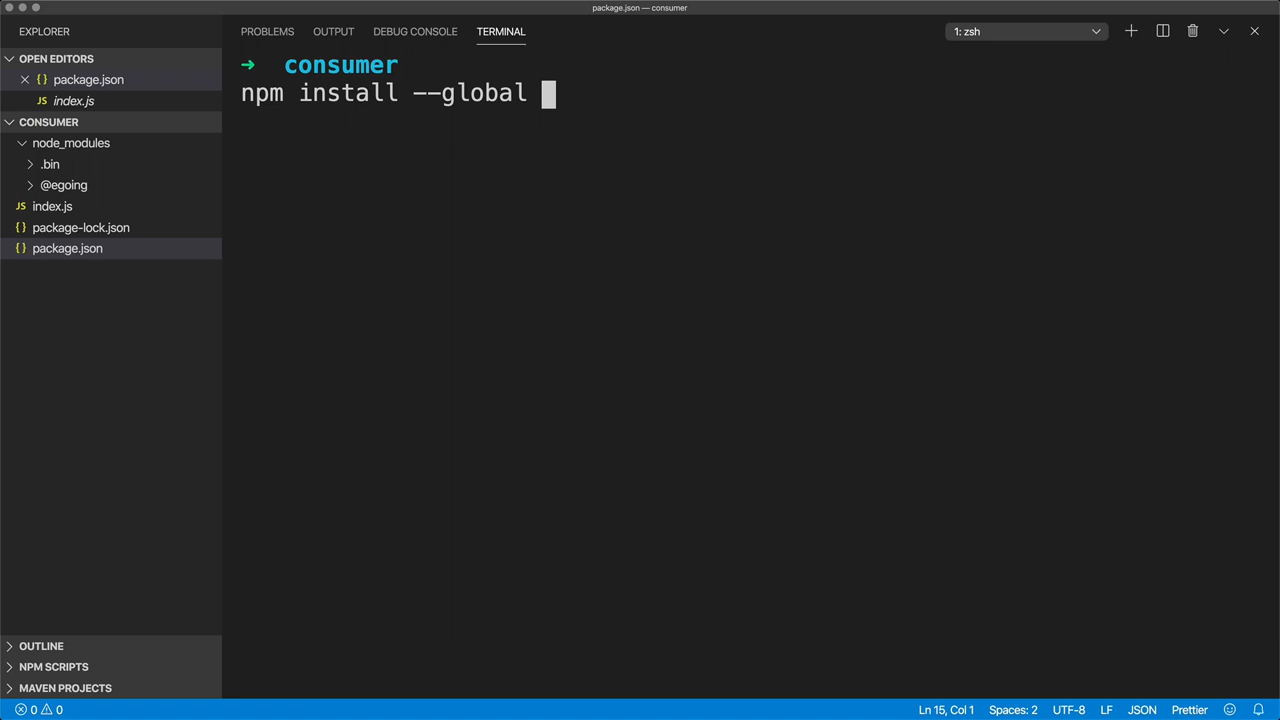 package.json — consumer
EXPLORER
OPEN EDITORS
{} package.json
JS index.js
CONSUMER
node_modules
.bin
@egoing
JS index.js
{} package-lock.json
{} package.json
OUTLINE
NPM SCRIPTS
MAVEN PROJECTS
PROBLEMS OUTPUT DEBUG CONSOLE TERMINAL 1: zsh
➜ consumer
npm install --global
0 0 Ln 15, Col 1 Spaces: 2 UTF-8 LF JSON Prettier